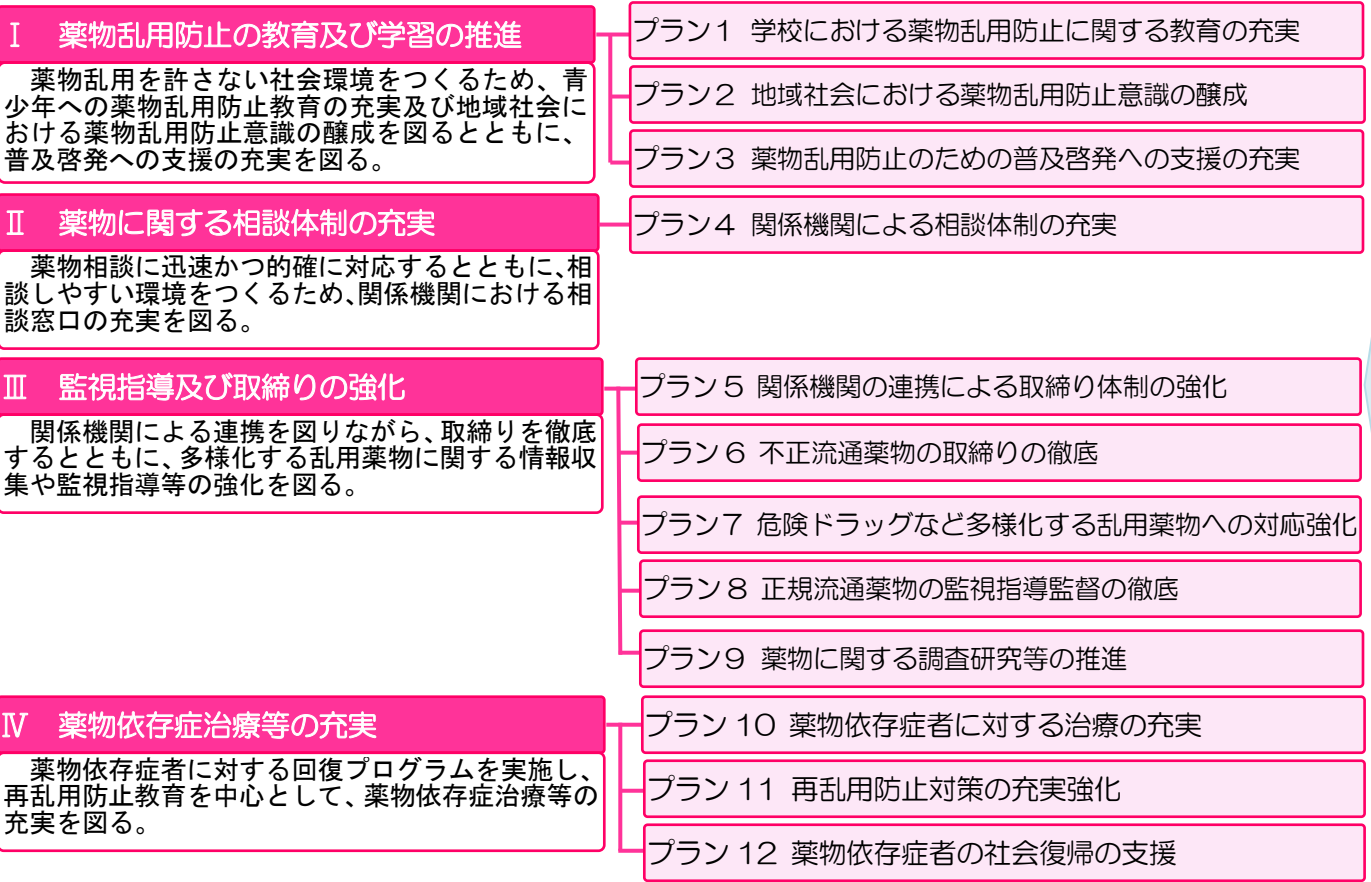 Ⅰ　薬物乱用防止の教育及び学習の推進
　薬物乱用を許さない社会環境をつくるため、青
少年への薬物乱用防止教育の充実及び地域社会に
おける薬物乱用防止意識の醸成を図るとともに、
普及啓発への支援の充実を図る。
プラン１ 学校における薬物乱用防止に関する教育の充実
プラン２ 地域社会における薬物乱用防止意識の醸成
プラン３ 薬物乱用防止のための普及啓発への支援の充実
Ⅱ　薬物に関する相談体制の充実
　薬物相談に迅速かつ的確に対応するとともに、相
談しやすい環境をつくるため、関係機関における相
談窓口の充実を図る。
プラン４ 関係機関による相談体制の充実
Ⅲ　監視指導及び取締りの強化
　関係機関による連携を図りながら、取締りを徹底
するとともに、多様化する乱用薬物に関する情報収
集や監視指導等の強化を図る。
プラン５ 関係機関の連携による取締り体制の強化
プラン６ 不正流通薬物の取締りの徹底
プラン７ 危険ドラッグなど多様化する乱用薬物への対応強化
プラン８ 正規流通薬物の監視指導監督の徹底
プラン９ 薬物に関する調査研究等の推進
Ⅳ　薬物依存症治療等の充実
　薬物依存症者に対する回復プログラムを実施し、
再乱用防止教育を中心として、薬物依存症治療等の
充実を図る。
プラン 10 薬物依存症者に対する治療の充実
プラン 11 再乱用防止対策の充実強化
プラン 12 薬物依存症者の社会復帰の支援